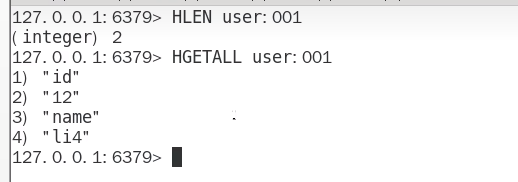 127.0.0.1:6379> HLEN user:001
(integer) 2
127.0.0.1:6379> HGETALL user:001
1) "id"
2) "12"
3) "name"
4) "li4"
127.0.0.1:6379>